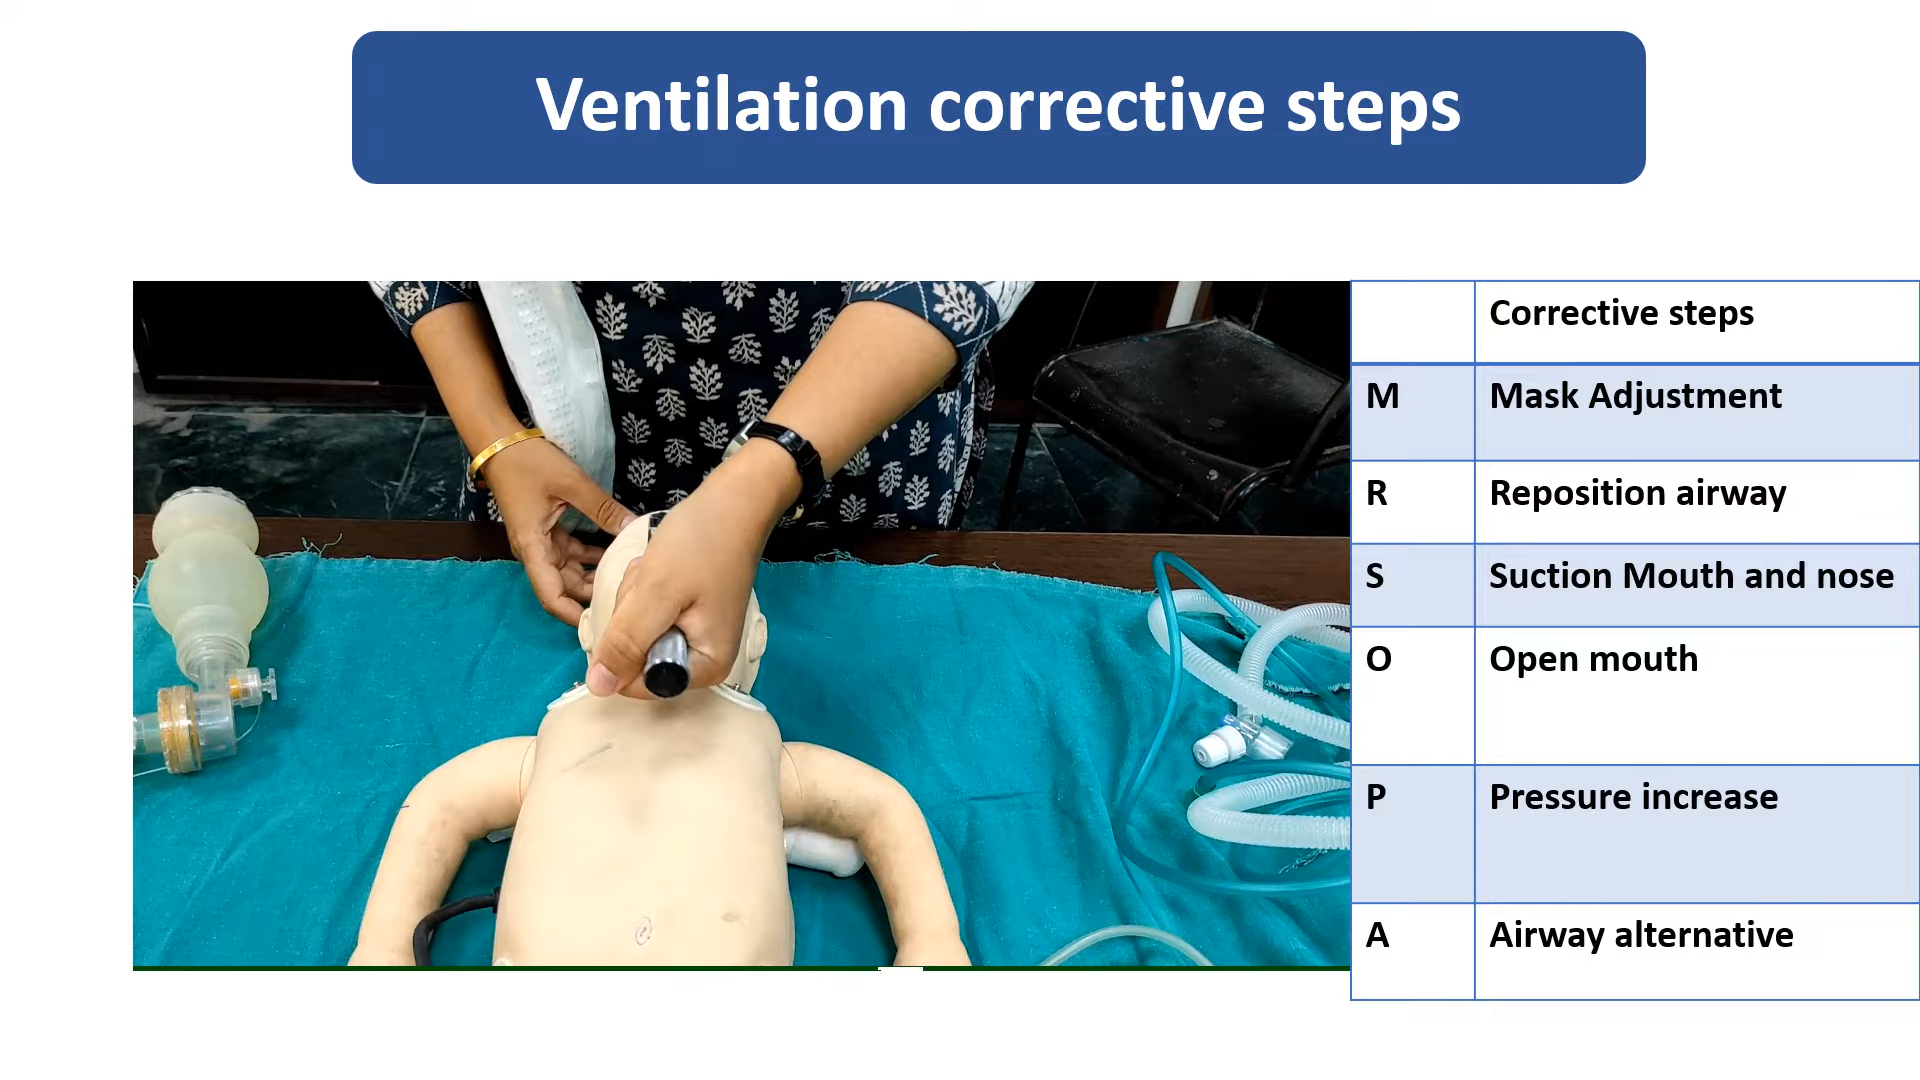 Ventilation corrective steps
Corrective steps
M Mask Adjustment
R Reposition airway
S Suction Mouth and nose
O Open mouth
P Pressure increase
A Airway alternative